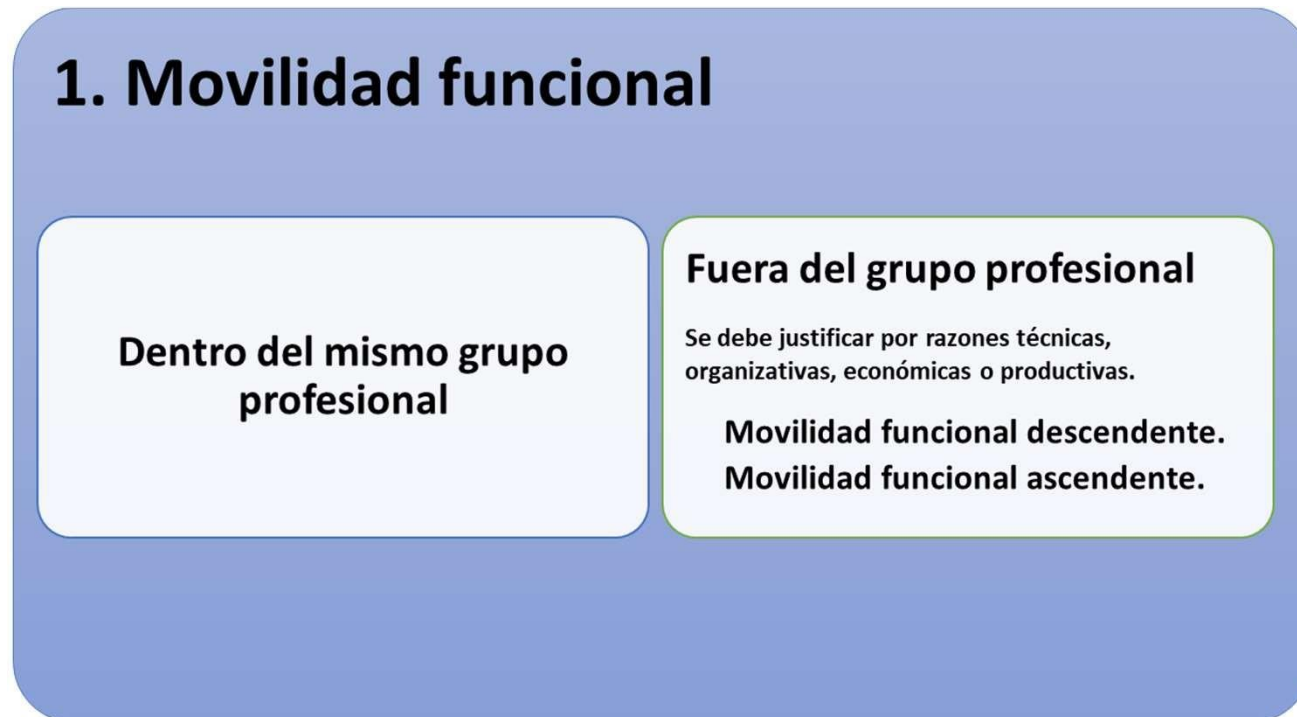 1. Movilidad funcional
Dentro del mismo grupo
profesional
Fuera del grupo profesional
Se debe justificar por razones técnicas,
organizativas, económicas o productivas.
Movilidad funcional descendente.
Movilidad funcional ascendente.